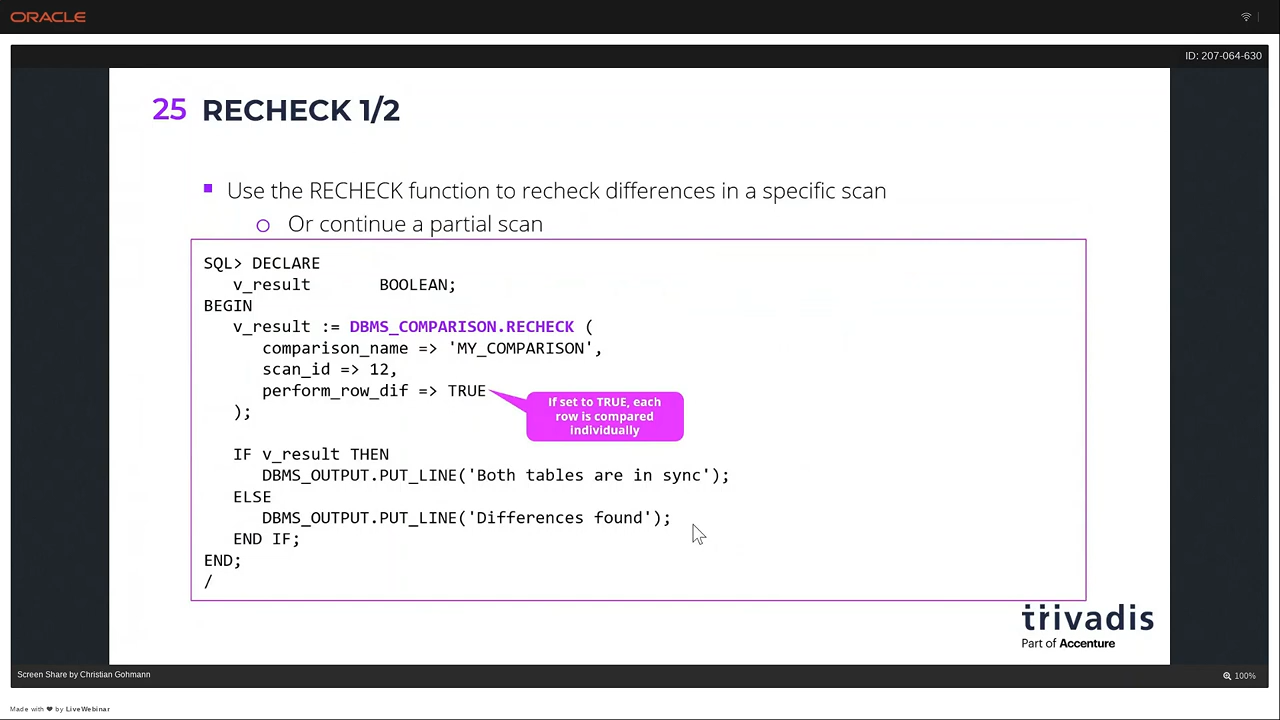 ORACLE
ID: 207-064-630
25 RECHECK 1/2
Use the RECHECK function to recheck differences in a specific scan
Or continue a partial scan
SQL> DECLARE
v_result BOOLEAN;
BEGIN
v_result := DBMS_COMPARISON.RECHECK (
comparison_name => 'MY_COMPARISON',
scan_id => 12,
perform_row_dif => TRUE
);
If set to TRUE, each
row is compared
individually
IF v_result THEN
DBMS_OUTPUT.PUT_LINE('Both tables are in sync');
ELSE
DBMS_OUTPUT.PUT_LINE('Differences found');
END IF;
END;
/
trivadis
Part of Accenture
Screen Share by Christian Gohmann
100%
Made with ❤ by LiveWebinar